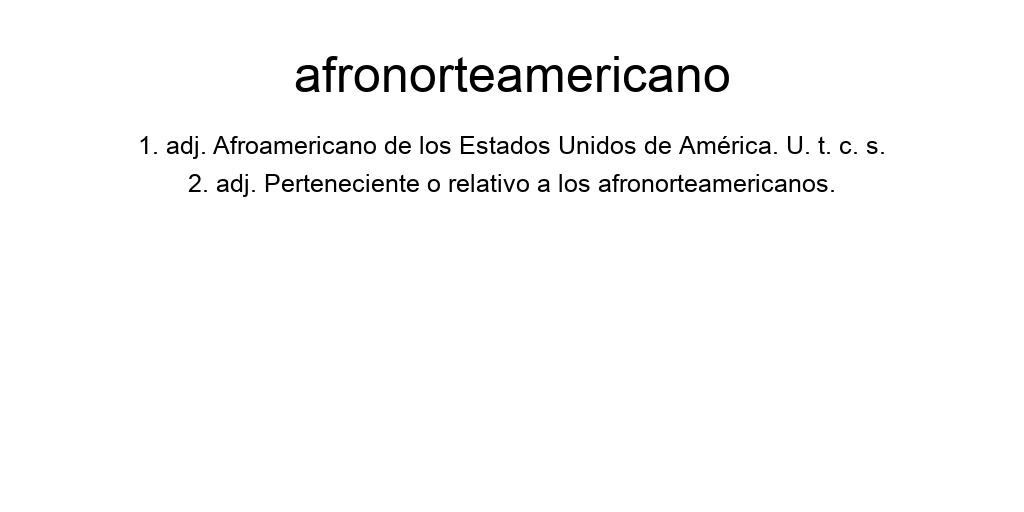 afronorteamericano
1. adj. Afroamericano de los Estados Unidos de América. U. t. c. s.
2. adj. Perteneciente o relativo a los afronorteamericanos.